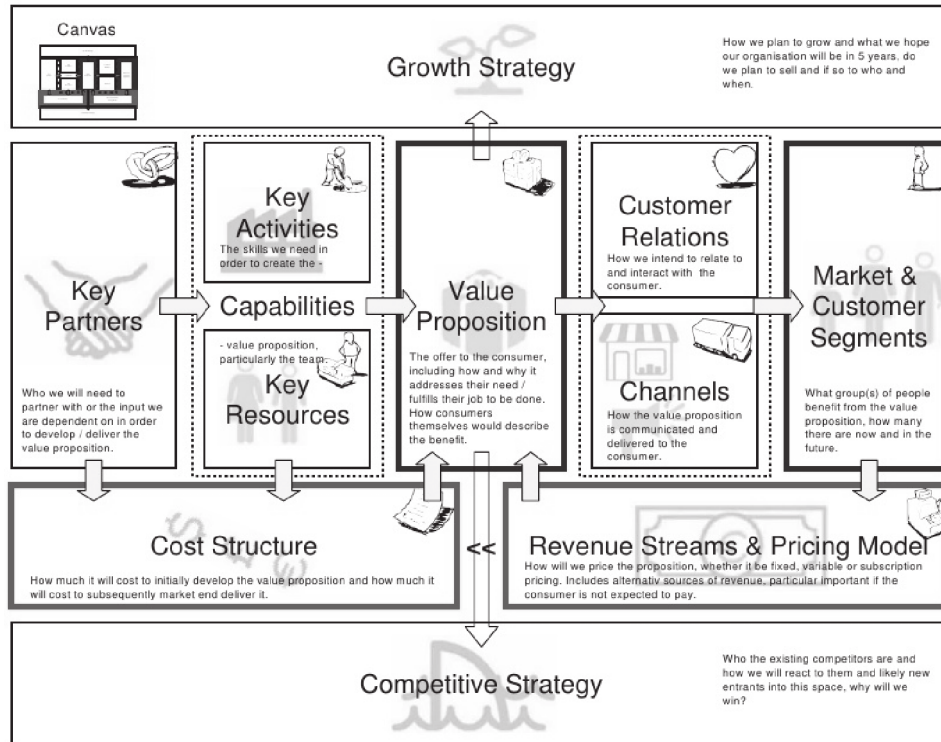 Canvas
Growth Strategy
How we plan to grow and what we hope
our organisation will be in 5 years, do
we plan to sell and if so to who and
when.
Key
Partners
Who we will need to
partner with or the input we
are dependent on in order
to develop / deliver the
value proposition.
Key
Activities
The skills we need in
order to create the -
Capabilities
- value proposition,
particularly the team.
Key
Resources
Value
Proposition
The offer to the consumer,
including how and why it
addresses their need /
fulfills their job to be done.
How consumers
themselves would describe
the benefit.
Customer
Relations
How we intend to relate to
and interact with the
consumer.
Channels
How the value proposition
is communicated and
delivered to the
consumer.
Market &
Customer
Segments
What group(s) of people
benefit from the value
proposition, how many
there are now and in the
future.
Cost Structure
How much it will cost to initially develop the value proposition and how much it
will cost to subsequently market end deliver it.
<<
Revenue Streams & Pricing Model
How will we price the proposition, whether it be fixed, variable or subscription
pricing. Includes alternativ sources of revenue, particular important if the
consumer is not expected to pay.
Competitive Strategy
Who the existing competitors are and
how we will react to them and likely new
entrants into this space, why will we
win?